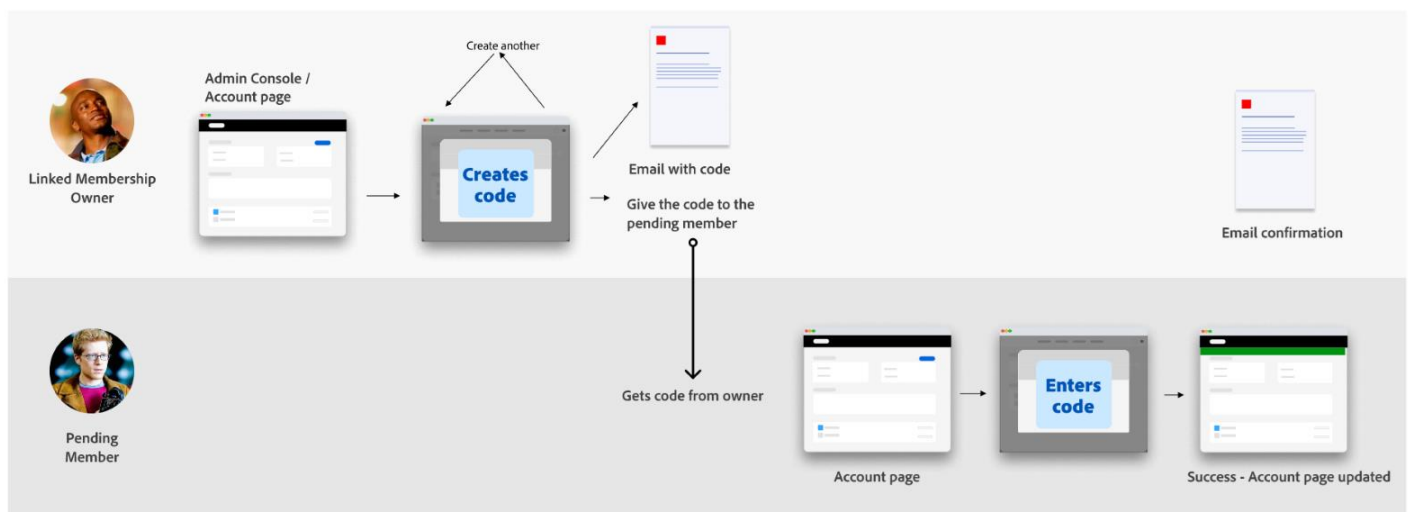 Create another
Admin Console /
Account page
Linked Membership
Owner
Creates
code
Email with code
Give the code to the
pending member
Email confirmation
Pending
Member
Gets code from owner
Account page
Enters
code
Success - Account page updated